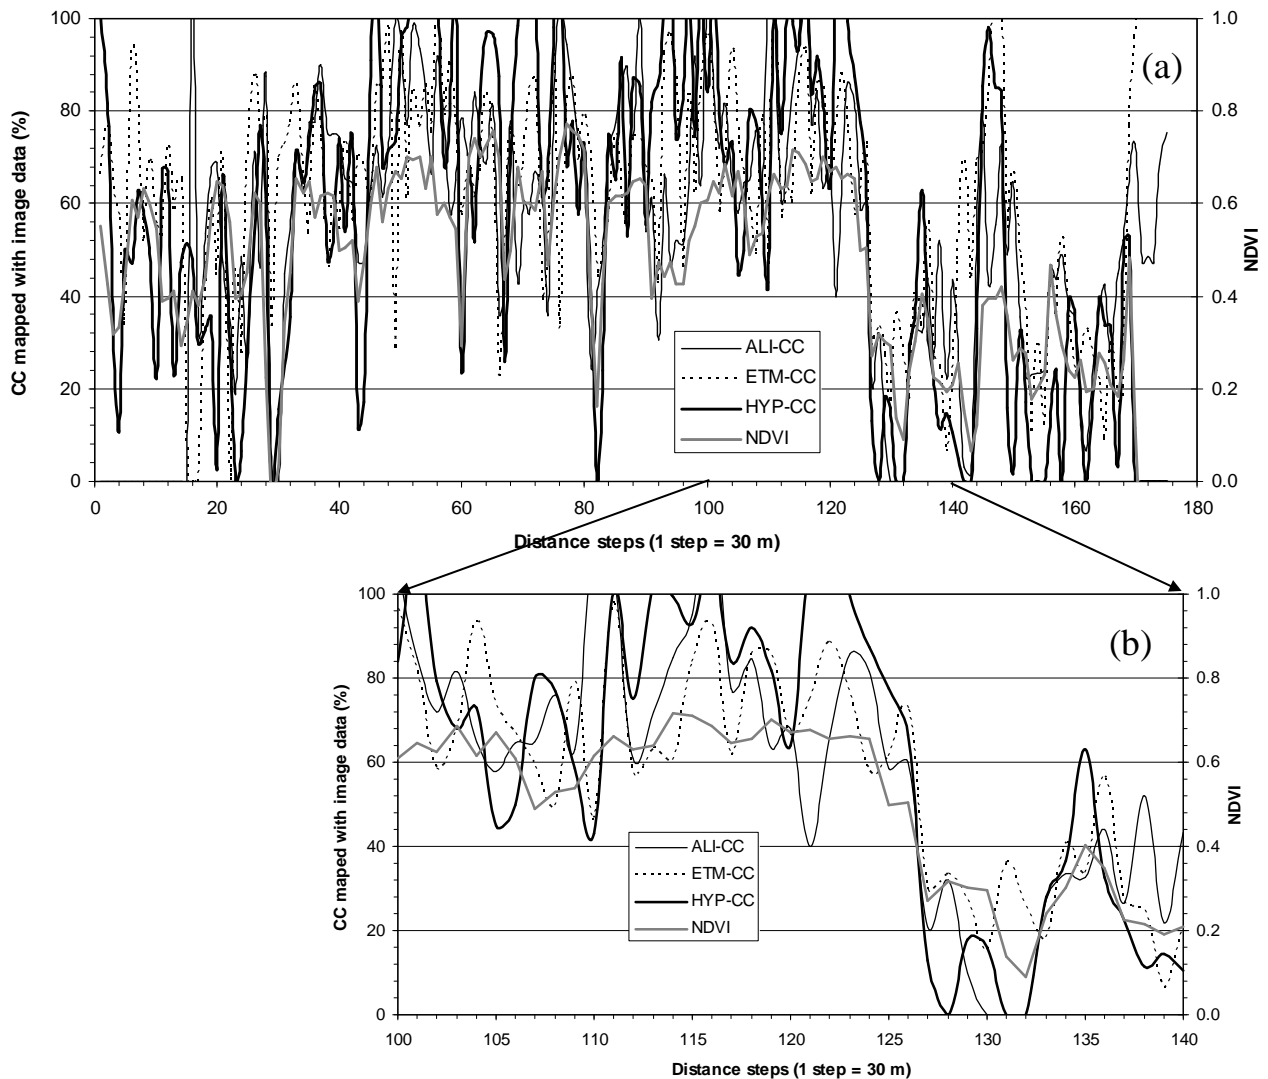 100
80
60
40
20
0
CC mapped with image data (%)
1.0
0.8
0.6
0.4
0.2
0.0
NDVI
(a)
ALI-CC
ETM-CC
HYP-CC
NDVI
0 20 40 60 80 100 120 140 160 180
Distance steps (1 step = 30 m)
100
80
60
40
20
0
CC maped with image data (%)
1.0
0.8
0.6
0.4
0.2
0.0
NDVI
(b)
ALI-CC
ETM-CC
HYP-CC
NDVI
100 105 110 115 120 125 130 135 140
Distance steps (1 step = 30 m)